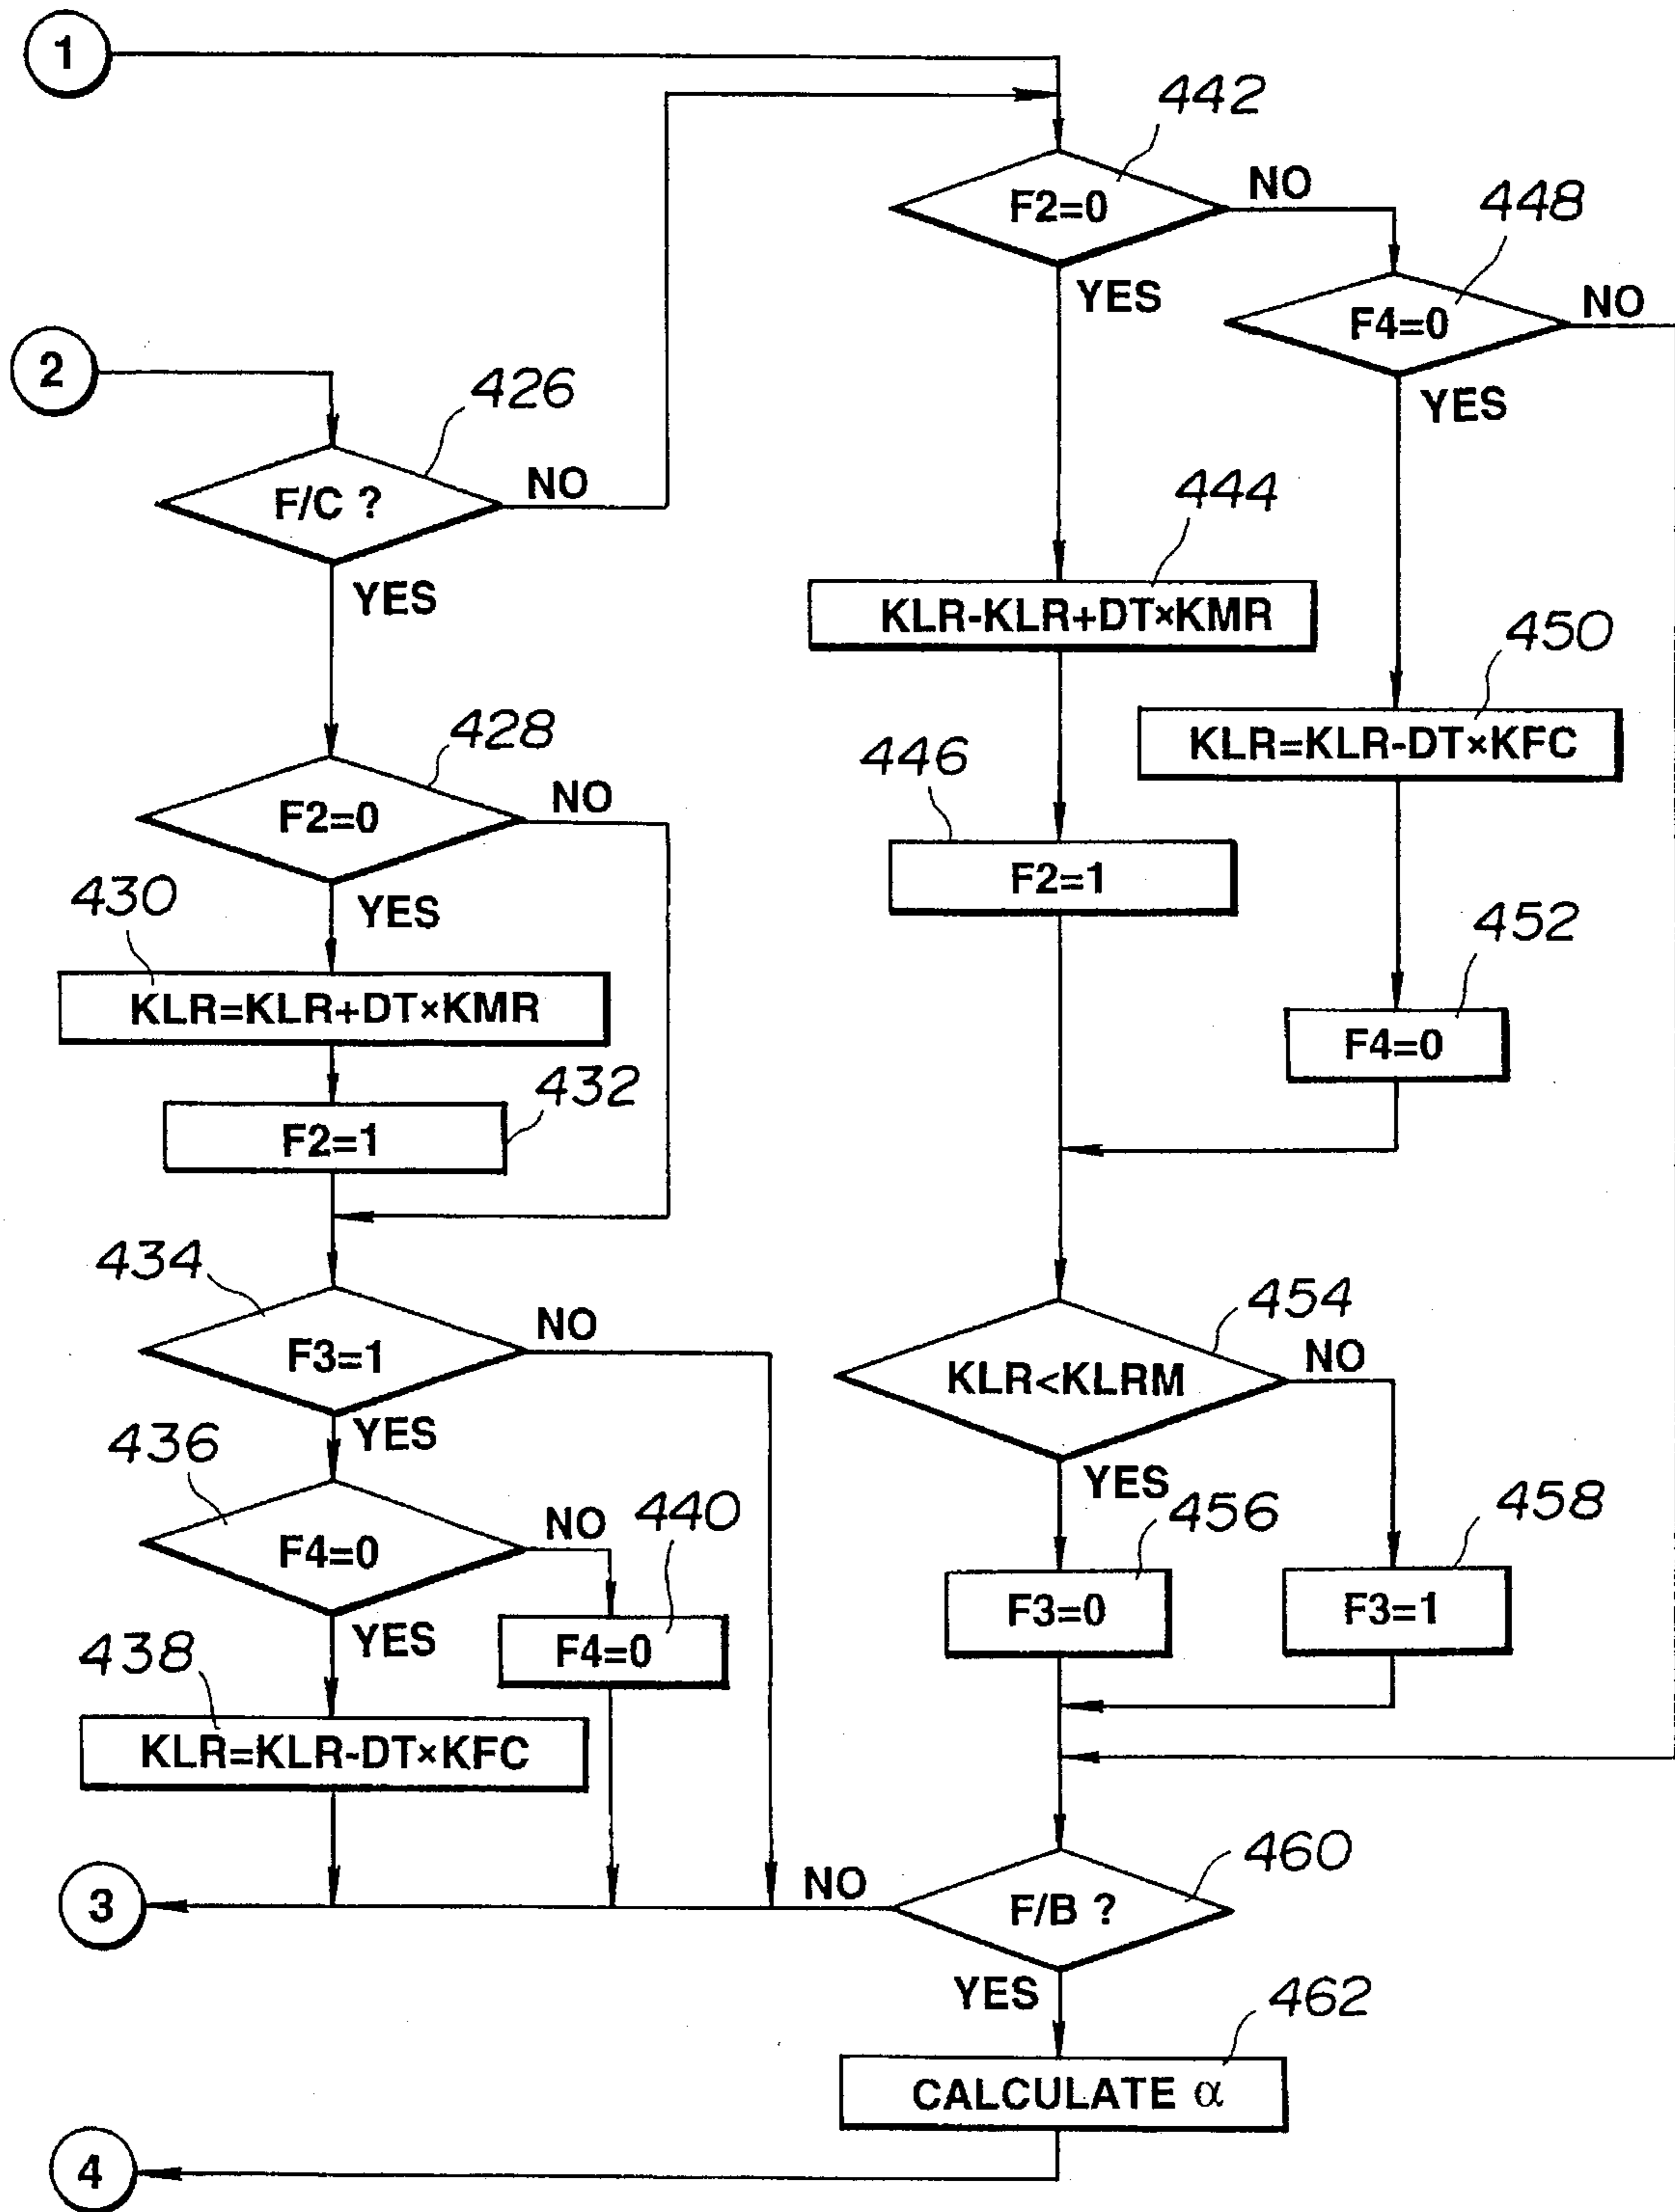 1
442
F2=0
NO
448
YES
F4=0
NO
YES
2
426
F/C ?
NO
YES
444
KLR-KLR+DT×KMR
450
KLR=KLR-DT×KFC
428
F2=0
NO
YES
446
F2=1
430
KLR=KLR+DT×KMR
452
F4=0
432
F2=1
434
F3=1
NO
YES
454
KLR<KLRM
NO
YES
436
F4=0
NO
440
YES
F4=0
456
F3=0
458
F3=1
438
KLR=KLR-DT×KFC
3
NO
460
F/B ?
YES
462
CALCULATE α
4